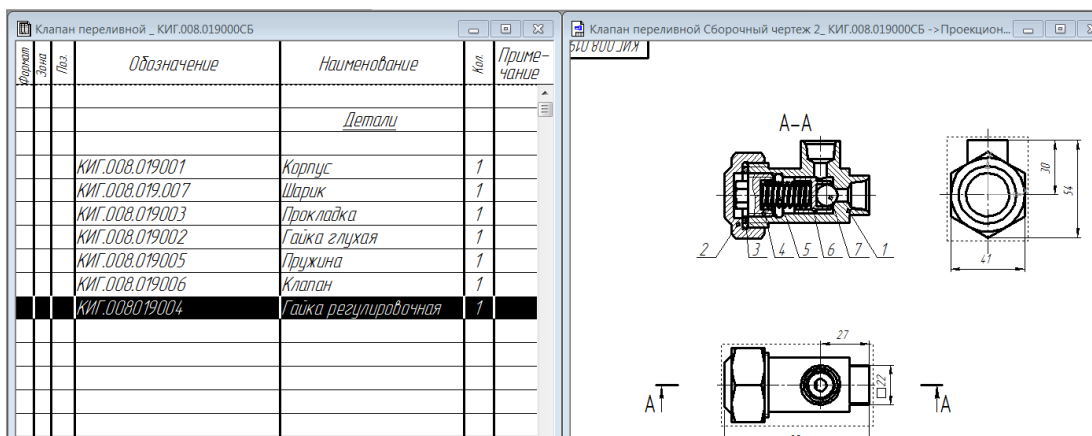 Клапан переливной _ КИГ.008.019000СБ
Формат Зона Поз. Обозначение Наименование Кол. Приме-
чание
Детали
КИГ.008.019001 Корпус 1
КИГ.008.019.007 Шарик 1
КИГ.008.019003 Прокладка 1
КИГ.008.019002 Гайка глухая 1
КИГ.008.019005 Пружина 1
КИГ.008.019006 Клапан 1
КИГ.008019004 Гайка регулировочная 1
Клапан переливной Сборочный чертеж 2_ КИГ.008.019000СБ ->Проекцион...
А-А
2 3 4 5 6 7 1
30
54
41
27
□22
А А